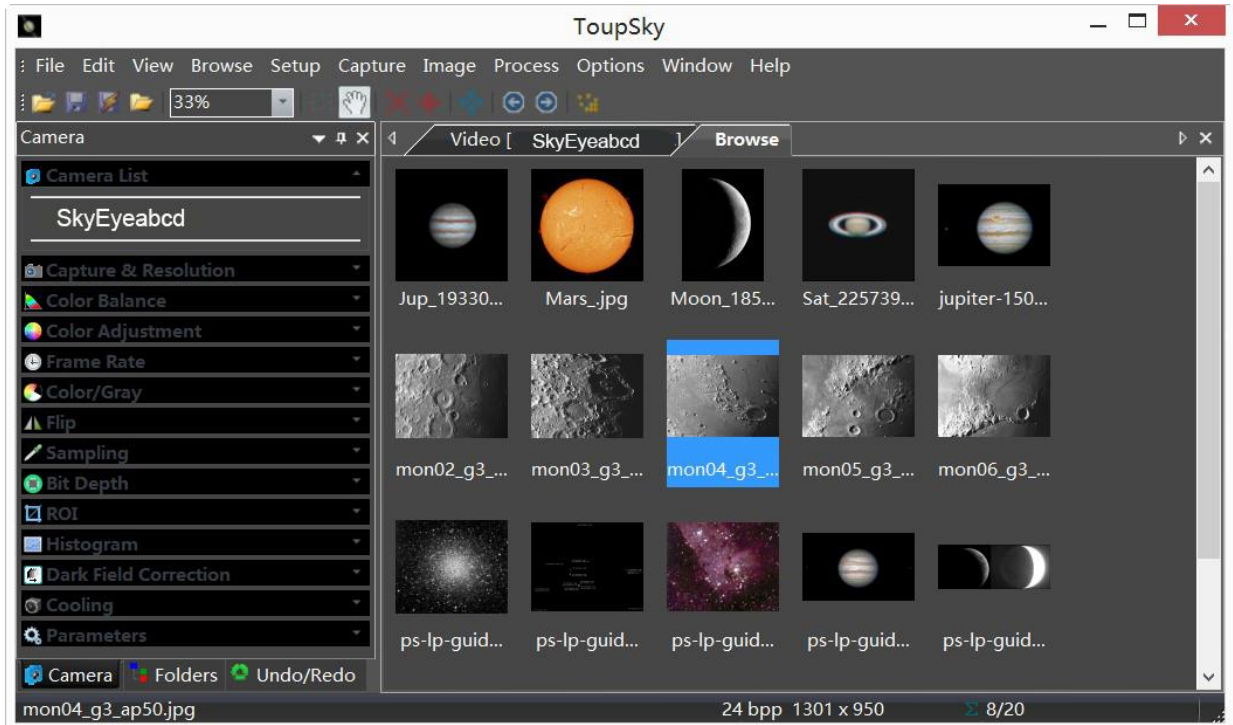 ToupSky
File Edit View Browse Setup Capture Image Process Options Window Help
33%
Camera
Camera List
SkyEyeabcd
Capture & Resolution
Color Balance
Color Adjustment
Frame Rate
Color/Gray
Flip
Sampling
Bit Depth
ROI
Histogram
Dark Field Correction
Cooling
Parameters
Camera Folders Undo/Redo
Video [ SkyEyeabcd ] Browse
Jup_19330... Mars_.jpg Moon_185... Sat_225739... jupiter-150...
mon02_g3_... mon03_g3_... mon04_g3_... mon05_g3_... mon06_g3_...
ps-lp-guid... ps-lp-guid... ps-lp-guid... ps-lp-guid... ps-lp-guid...
mon04_g3_ap50.jpg 24 bpp 1301 x 950 Σ 8/20